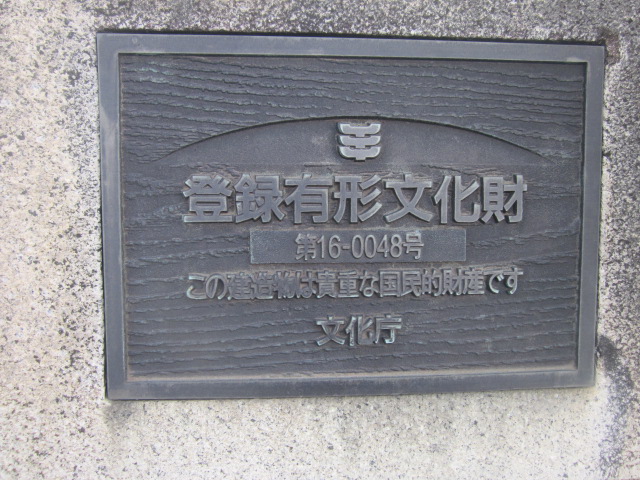 登録有形文化財
第16-0048号
この建造物は貴重な国民的財産です
文化庁